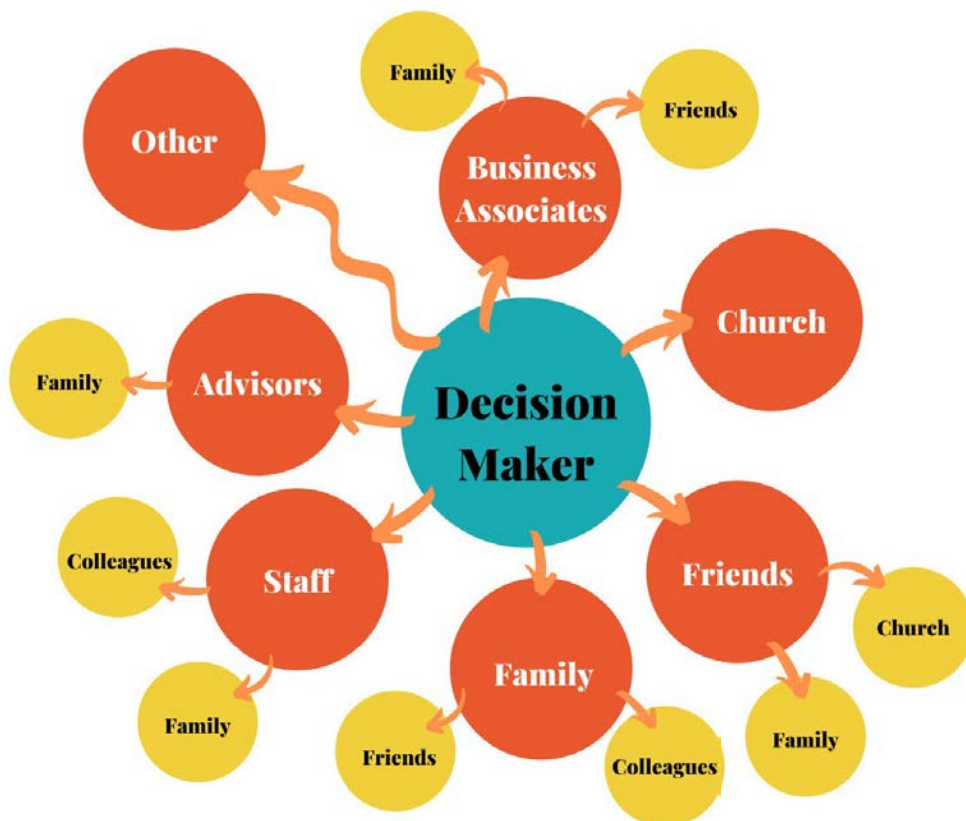 Family
Friends
Other
Business
Associates
Church
Family
Advisors
Decision
Maker
Colleagues
Staff
Friends
Church
Family
Family
Friends
Colleagues
Family